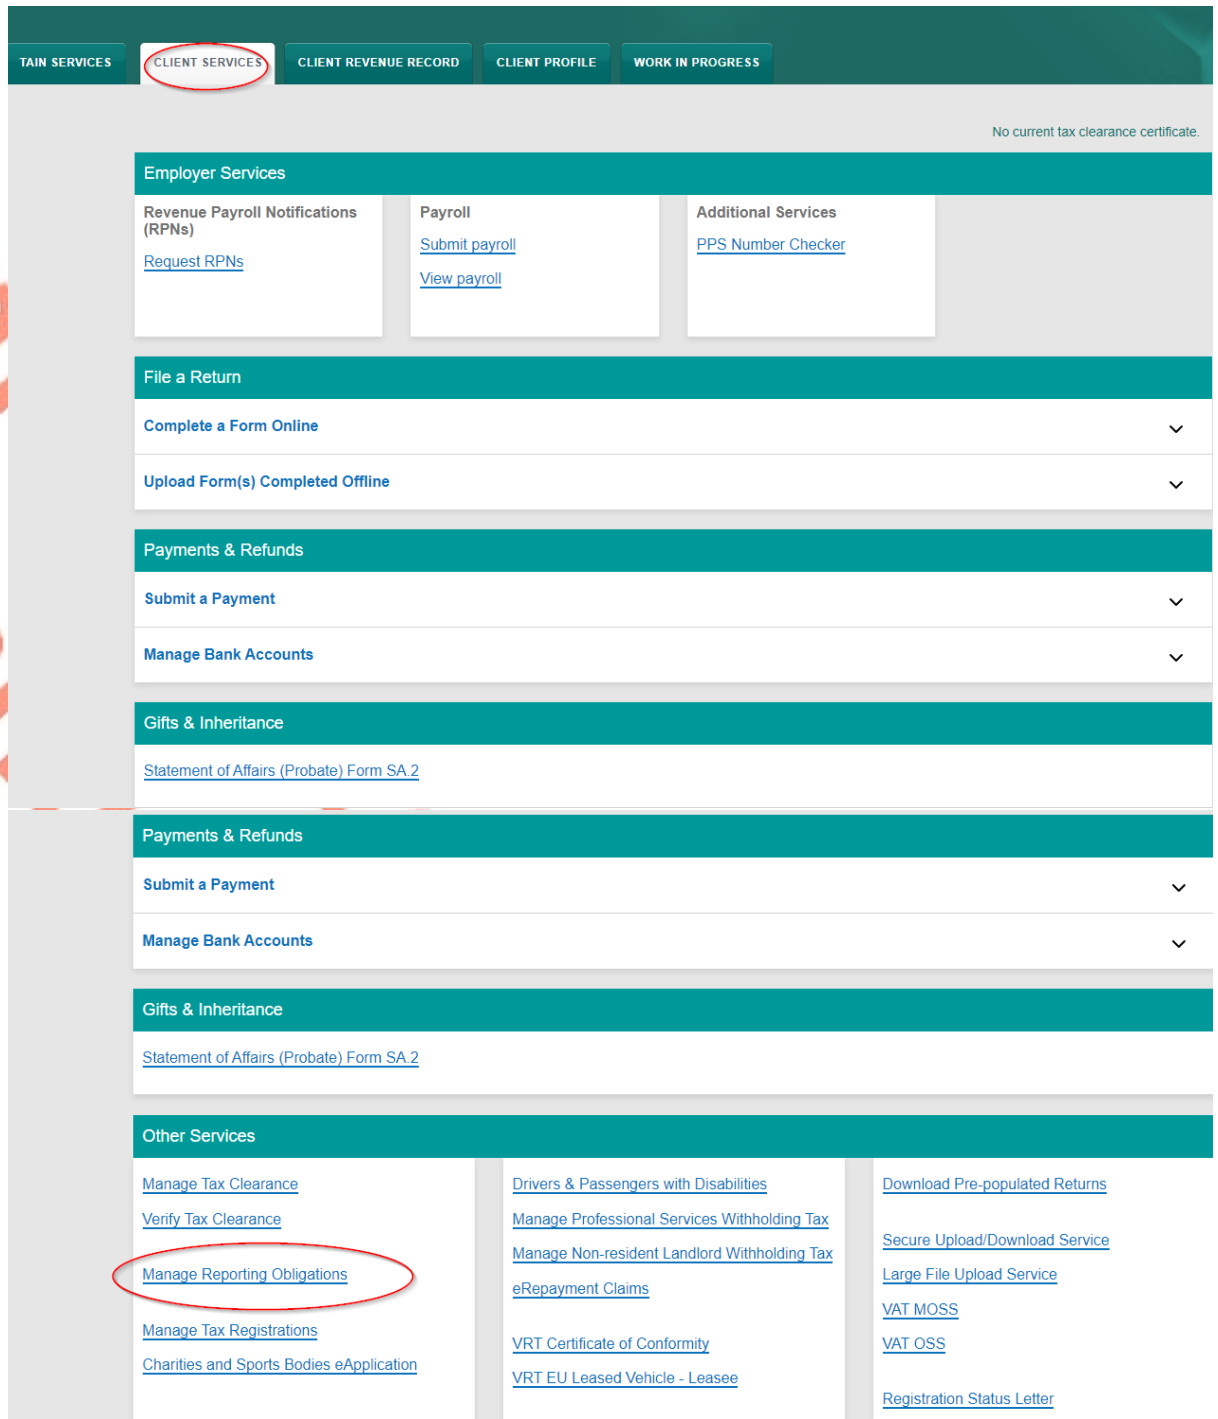 TAIN SERVICES
CLIENT SERVICES
CLIENT REVENUE RECORD
CLIENT PROFILE
WORK IN PROGRESS
No current tax clearance certificate.
Employer Services
Revenue Payroll Notifications
(RPNs)
Request RPNs
Payroll
Submit payroll
View payroll
Additional Services
PPS Number Checker
File a Return
Complete a Form Online
Upload Form(s) Completed Offline
Payments & Refunds
Submit a Payment
Manage Bank Accounts
Gifts & Inheritance
Statement of Affairs (Probate) Form SA.2
Payments & Refunds
Submit a Payment
Manage Bank Accounts
Gifts & Inheritance
Statement of Affairs (Probate) Form SA.2
Other Services
Manage Tax Clearance
Verify Tax Clearance
Manage Reporting Obligations
Manage Tax Registrations
Charities and Sports Bodies eApplication
Drivers & Passengers with Disabilities
Manage Professional Services Withholding Tax
Manage Non-resident Landlord Withholding Tax
eRepayment Claims
VRT Certificate of Conformity
VRT EU Leased Vehicle - Leasee
Download Pre-populated Returns
Secure Upload/Download Service
Large File Upload Service
VAT MOSS
VAT OSS
Registration Status Letter